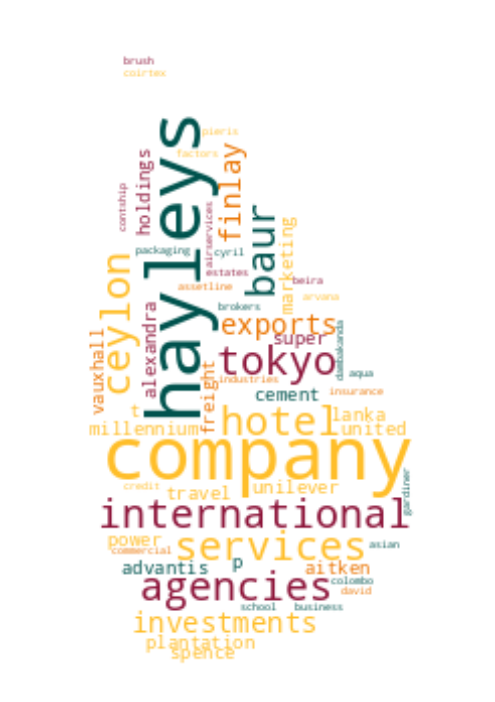 brush
coirtex
hayleys
pieris
factors
finlay
holdings
contship
airservices
baur
packaging
cyril
marketing
ceylon
estates
assetline
beira
arvana
alexandra
brokers
exports
super
dambakanda
vauxhall
tokyo
aqua
freight
industries
cement
insurance
t
hotel
lanka
millennium
united
company
gardiner
credit
travel
unilever
international
power
services
asian
commercial
p
advantis
aitken
agencies
colombo
david
school
business
investments
plantation
spence